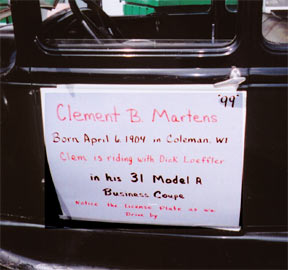 "99"
Clement B. Martens
Born April 6, 1904 in Coleman, WI
Clem is riding with Dick Loeffler
in his 31 Model A
Business Coupe
Notice the License Plate as we
Drive by